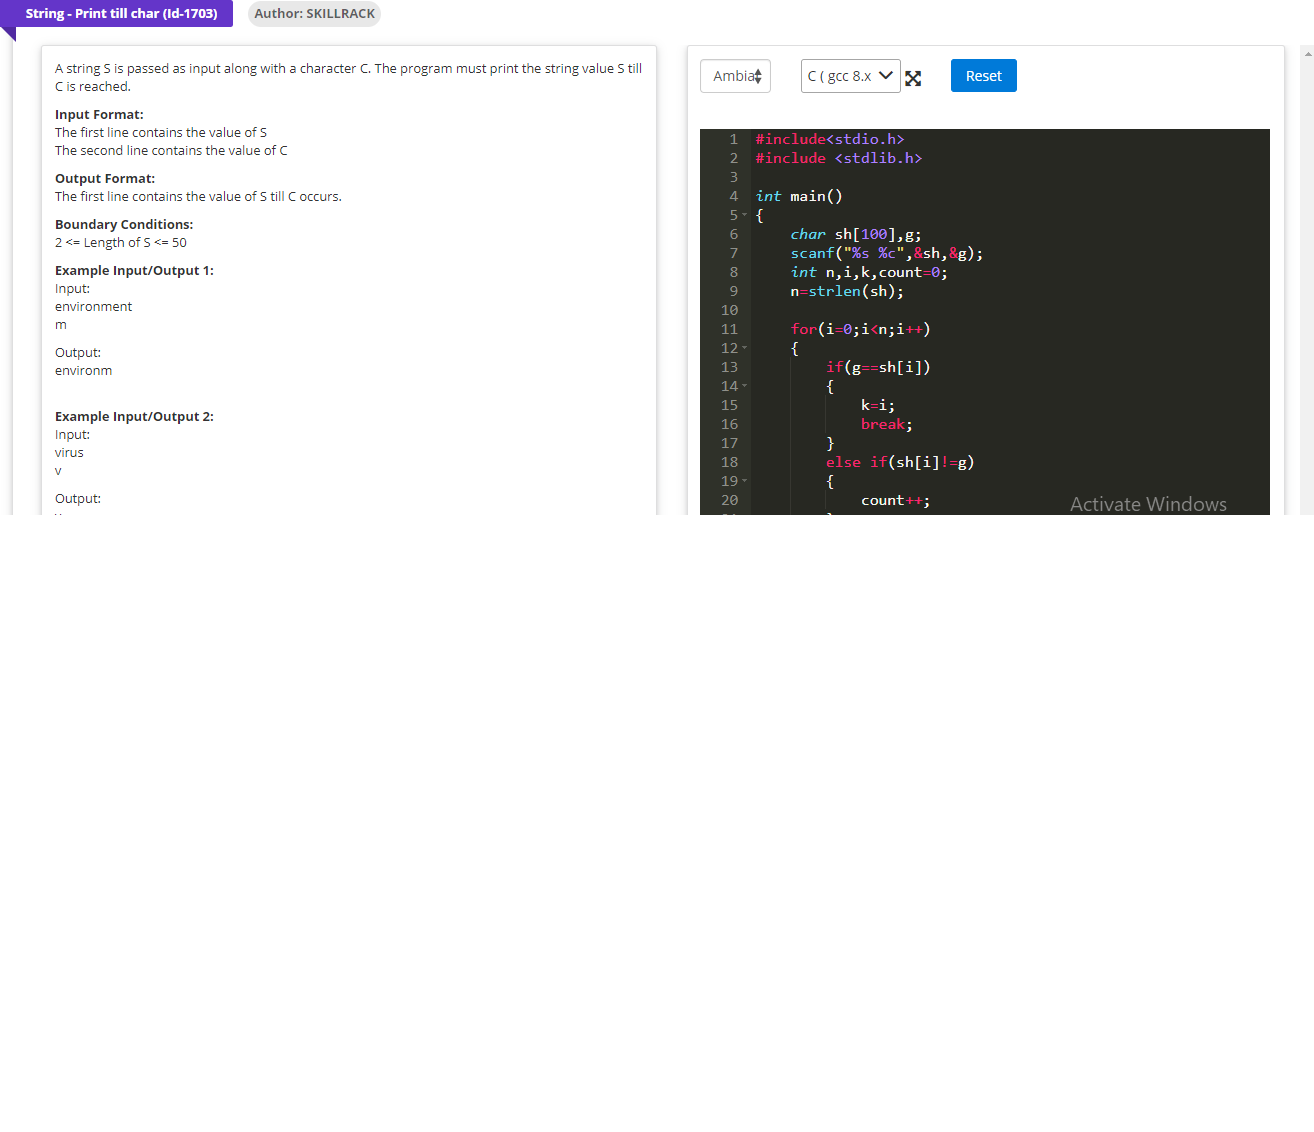 String - Print till char (Id-1703)
Author: SKILLRACK
A string S is passed as input along with a character C. The program must print the string value S till
C is reached.
Input Format:
The first line contains the value of S
The second line contains the value of C
Output Format:
The first line contains the value of S till C occurs.
Boundary Conditions:
2 <= Length of S <= 50
Example Input/Output 1:
Input:
environment
m
Output:
environm
Example Input/Output 2:
Input:
virus
v
Output:
Ambia
C ( gcc 8.x
Reset
1 #include<stdio.h>
2 #include <stdlib.h>
3
4 int main()
5 {
6 char sh[100],g;
7 scanf("%s %c",&sh,&g);
8 int n,i,k,count=0;
9 n=strlen(sh);
10
11 for(i=0;i<n;i++)
12 {
13 if(g==sh[i])
14 {
15 k=i;
16 break;
17 }
18 else if(sh[i]!=g)
19 {
20 count++;
Activate Windows